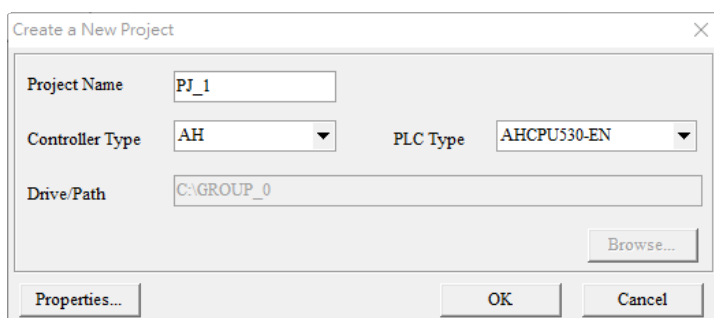 Create a New Project
Project Name PJ_1
Controller Type AH PLC Type AHCPU530-EN
Drive/Path C:\GROUP_0
Browse...
Properties... OK Cancel